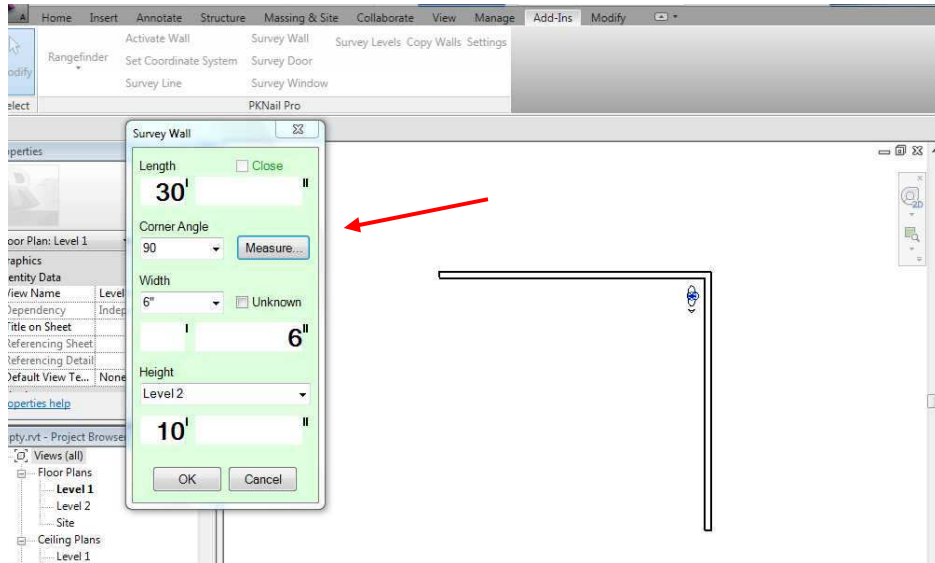 A
Home Insert Annotate Structure Massing & Site Collaborate View Manage Add-Ins Modify
Activate Wall Survey Wall Survey Levels Copy Walls Settings
odify Rangefinder Set Coordinate System Survey Door
Survey Line Survey Window
elect PKNail Pro
Survey Wall
operties
Length Close
30' "
Corner Angle
90 Measure...
Width
6" Unknown
' 6"
Height
Level 2
10' "
OK Cancel
oor Plan: Level 1
raphics
entity Data
View Name Level
Dependency Indep
Title on Sheet
Referencing Sheet
Referencing Detail
Default View Te... None
operties help
pty.rvt - Project Browse
Views (all)
Floor Plans
Level 1
Level 2
Site
Ceiling Plans
Level 1
2D